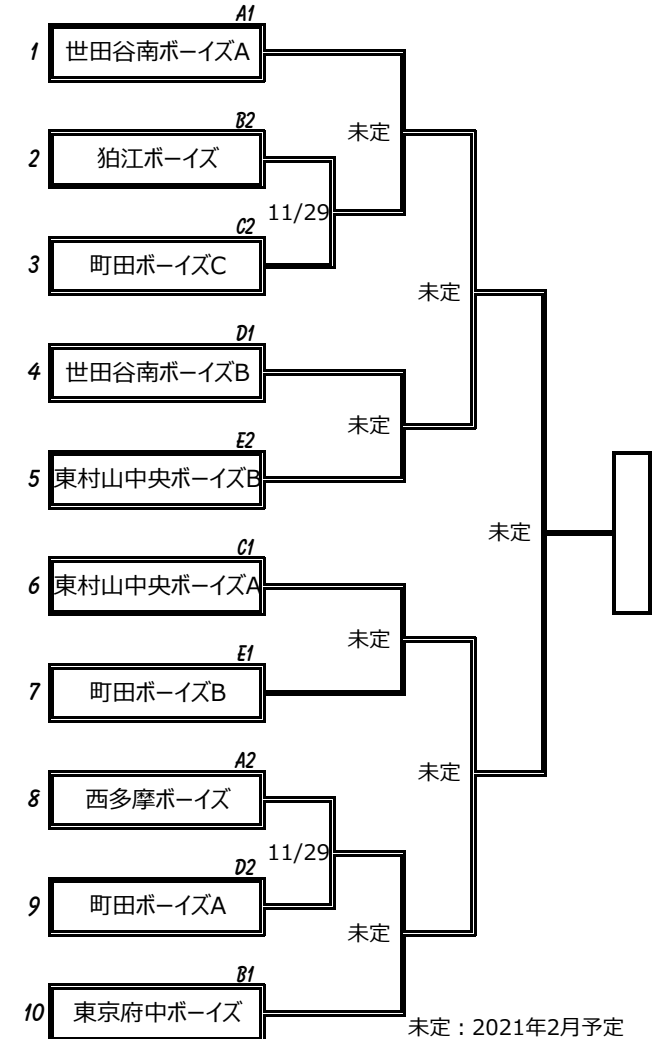 A1
1 世田谷南ボーイズA
未定
B2
2 狛江ボーイズ
11/29
C2
3 町田ボーイズC
未定
D1
4 世田谷南ボーイズB
未定
E2
5 東村山中央ボーイズB
未定
C1
6 東村山中央ボーイズA
未定
E1
7 町田ボーイズB
A2
未定
8 西多摩ボーイズ
11/29
D2
9 町田ボーイズA
未定
B1
10 東京府中ボーイズ
未定：2021年2月予定